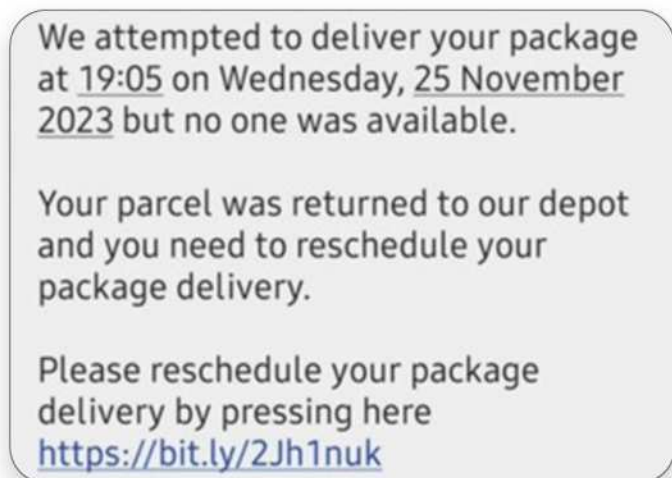 We attempted to deliver your package
at 19:05 on Wednesday, 25 November
2023 but no one was available.
Your parcel was returned to our depot
and you need to reschedule your
package delivery.
Please reschedule your package
delivery by pressing here
https://bit.ly/2Jh1nuk